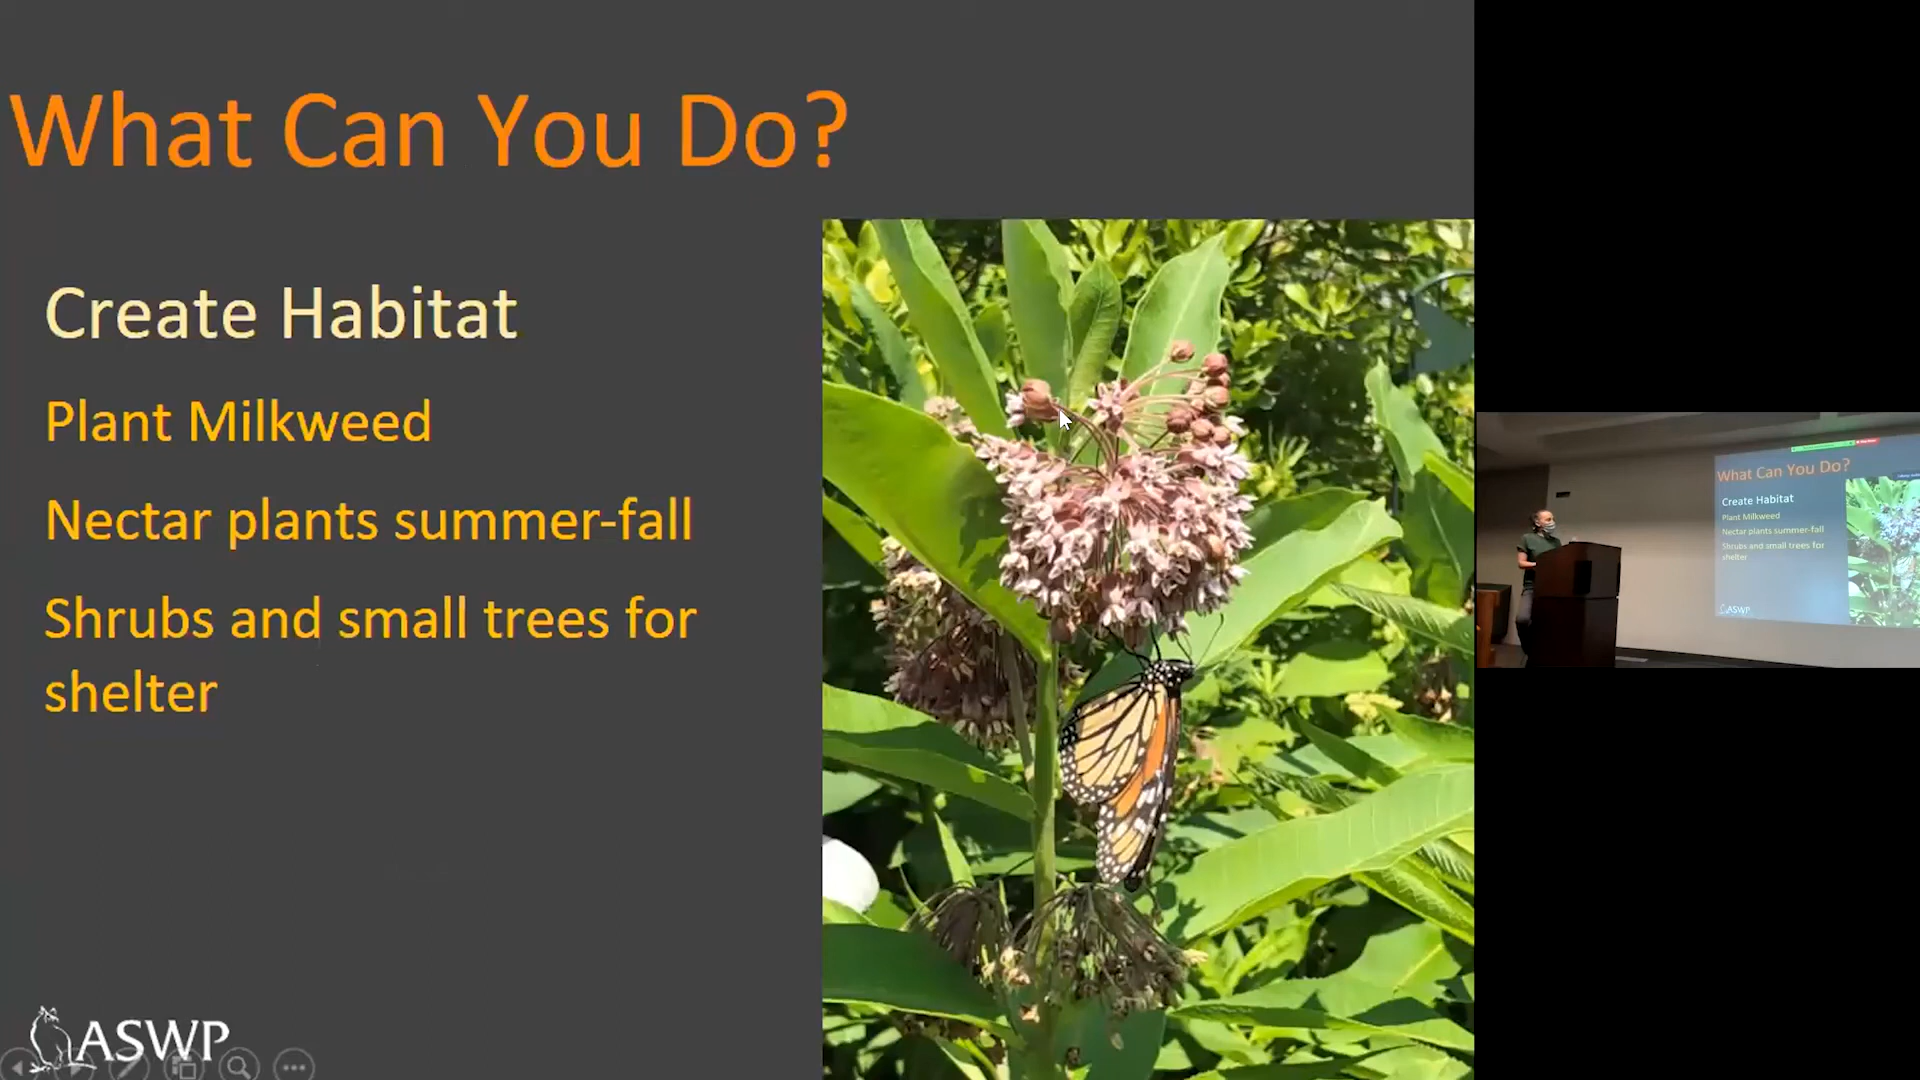 What Can You Do?
Create Habitat
Plant Milkweed
Nectar plants summer-fall
Shrubs and small trees for
shelter
ASWP
What Can You Do?
Create Habitat
Plant Milkweed
Nectar plants summer-fall
Shrubs and small trees for
shelter
ASWP